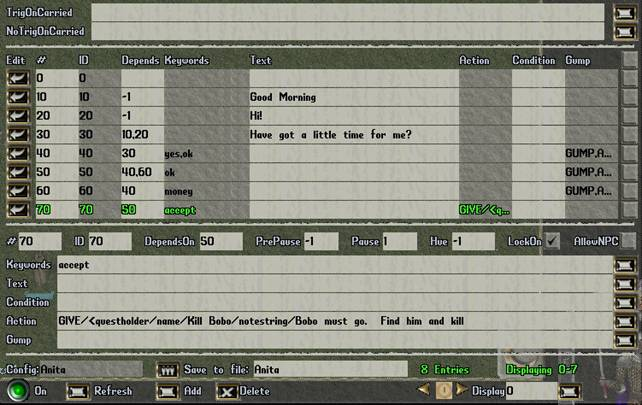 TrigOnCarried
NoTrigOnCarried
Edit # ID Depends Keywords Text Action Condition Gump
0 0
10 10 -1 Good Morning
20 20 -1 Hi!
30 30 10,20 Have got a little time for me?
40 40 30 yes,ok GUMP,A...
50 50 40,60 ok GUMP,A...
60 60 40 money GUMP,A...
70 70 50 accept GIVE/<q...
# 70 ID 70 DependsOn 50 PrePause -1 Pause 1 Hue -1 LockOn AllowNPC
Keywords accept
Text
Condition
Action GIVE/<questholder/name/Kill Bobo/notestring/Bobo must go. Find him and kill
Gump
Config: Anita Save to file: Anita 8 Entries Displaying 0-7
On Refresh Add Delete Display 0